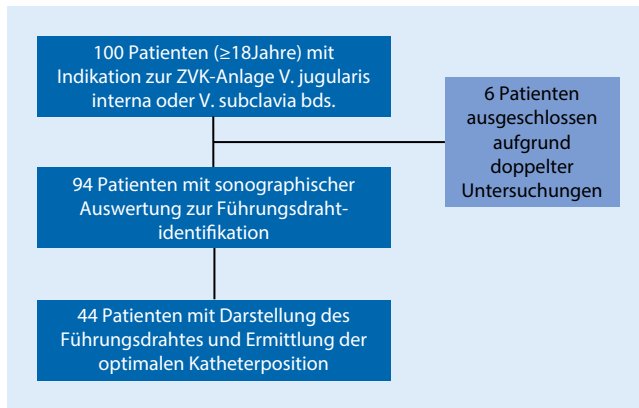 100 Patienten (≥18Jahre) mit
Indikation zur ZVK-Anlage V. jugularis
interna oder V. subclavia bds.
6 Patienten
ausgeschlossen
aufgrund
doppelter
Untersuchungen
94 Patienten mit sonographischer
Auswertung zur Führungsdraht-
identifikation
44 Patienten mit Darstellung des
Führungsdrahtes und Ermittlung der
optimalen Katheterposition